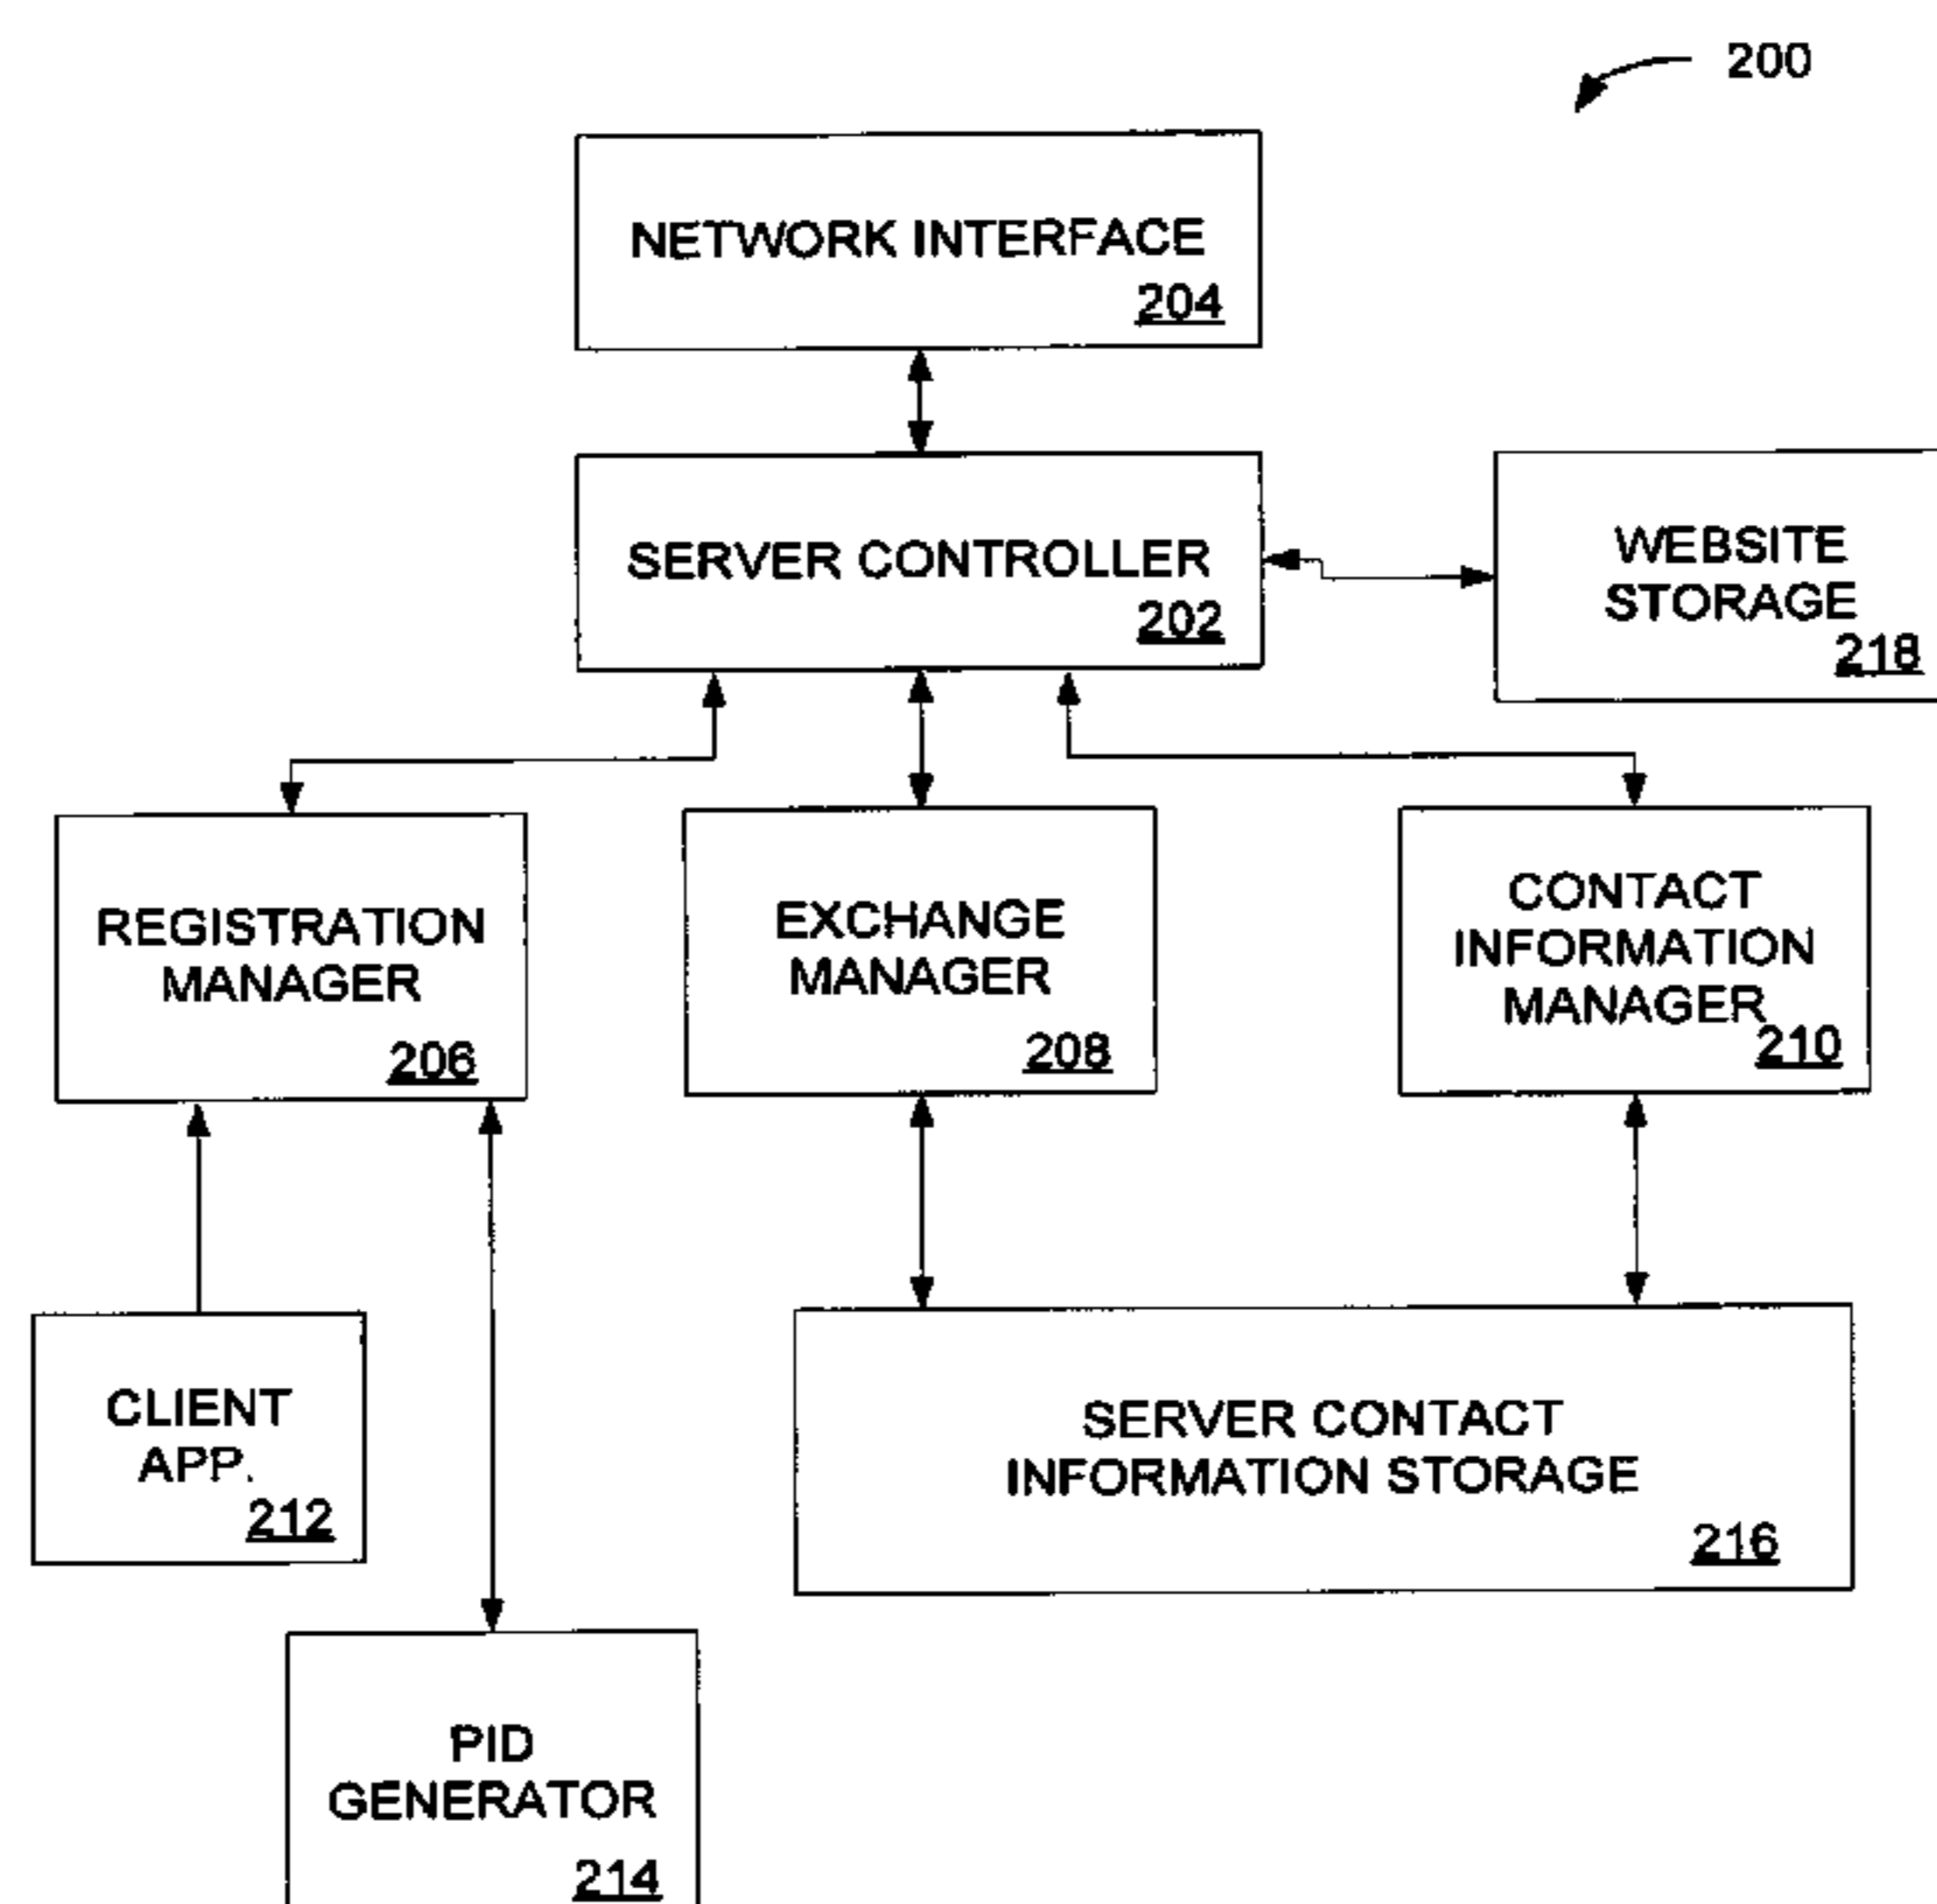 200
NETWORK INTERFACE
204
SERVER CONTROLLER
202
WEBSITE
STORAGE
218
REGISTRATION
MANAGER
206
EXCHANGE
MANAGER
208
CONTACT
INFORMATION
MANAGER
210
CLIENT
APP.
212
SERVER CONTACT
INFORMATION STORAGE
216
PID
GENERATOR
214